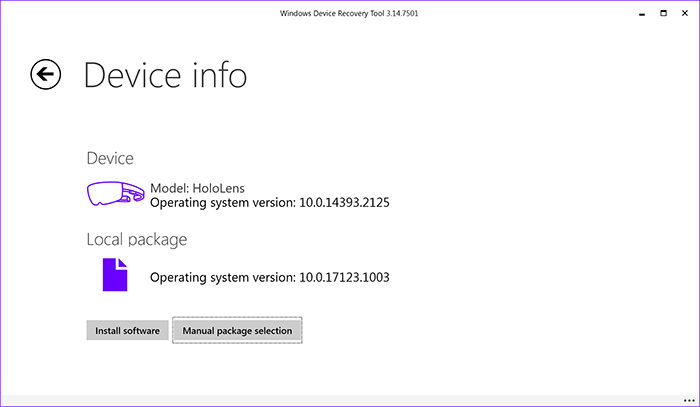 Windows Device Recovery Tool 3.14.7501
Device info
Device
Model: HoloLens
Operating system version: 10.0.14393.2125
Local package
Operating system version: 10.0.17123.1003
Install software
Manual package selection